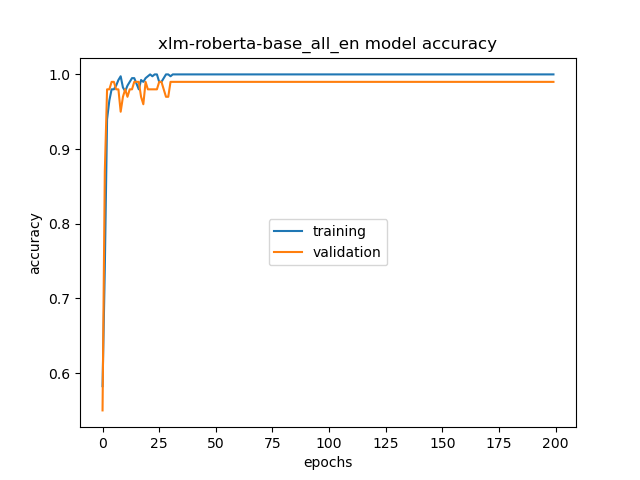 xlm-roberta-base_all_en model accuracy
1.0
0.9
0.8
0.7
0.6
accuracy
training
validation
0 25 50 75 100 125 150 175 200
epochs